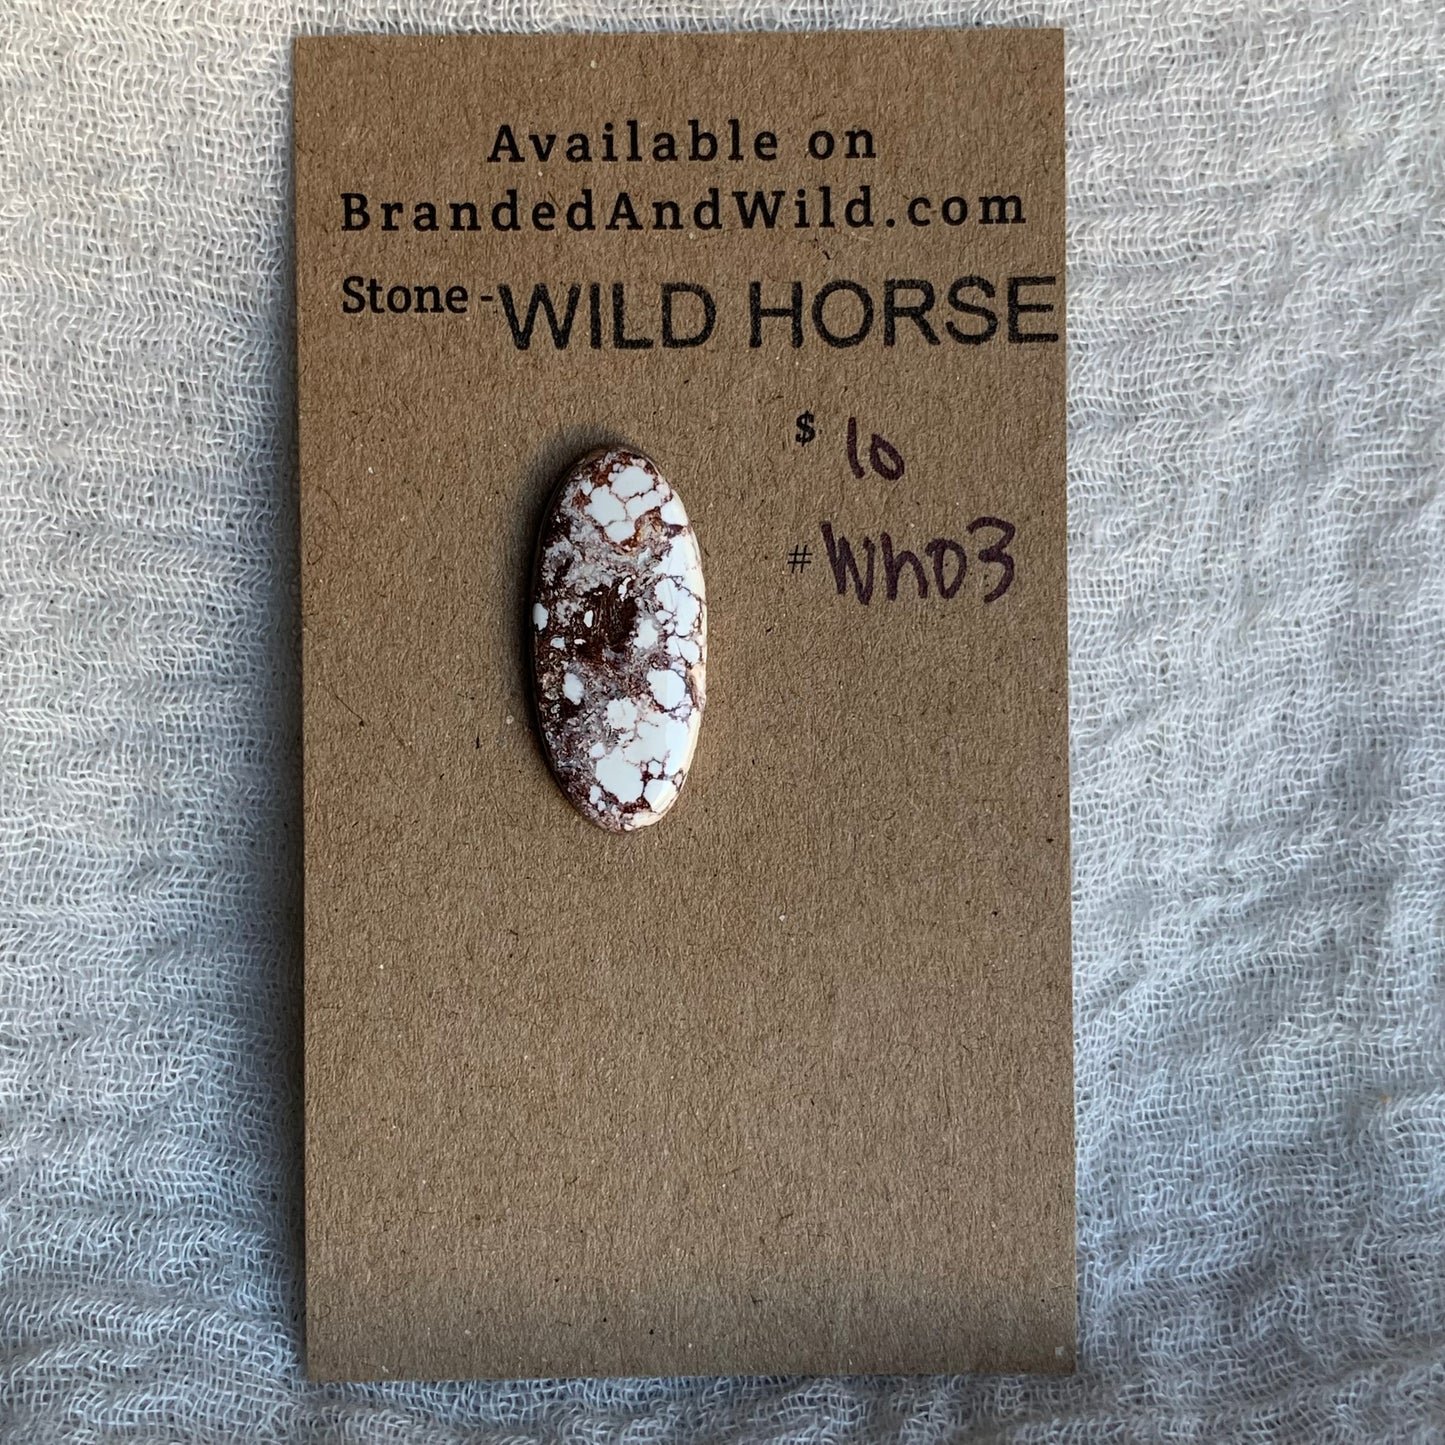 Available on
BrandedAndWild.com
Stone - WILD HORSE
$ 10
# Wh03